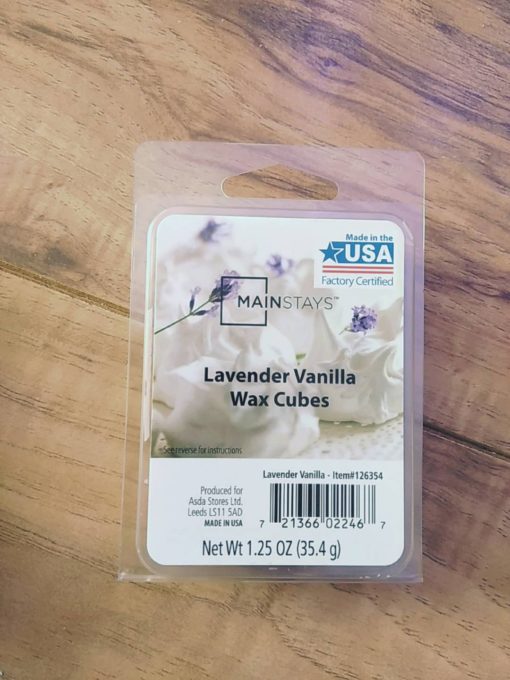 Made in the
USA
Factory Certified
MAINSTAYS™
Lavender Vanilla
Wax Cubes
See reverse for instructions
Lavender Vanilla - Item#126354
Produced for
Asda Stores Ltd.
Leeds LS11 5AD
MADE IN USA
7 21366 02246 7
Net Wt 1.25 OZ (35.4 g)